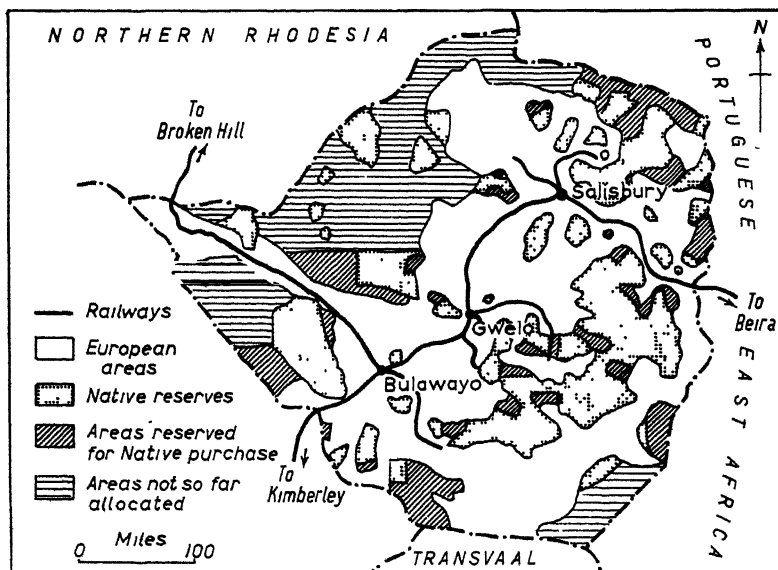 NORTHERN RHODESIA
N
PORTUGUESE
EAST AFRICA
To
Broken Hill
Salisbury
To
Beira
Gwelo
Bulawayo
To
Kimberley
TRANSVAAL
Railways
European
areas
Native reserves
Areas reserved
for Native purchase
Areas not so far
allocated
Miles
0 100